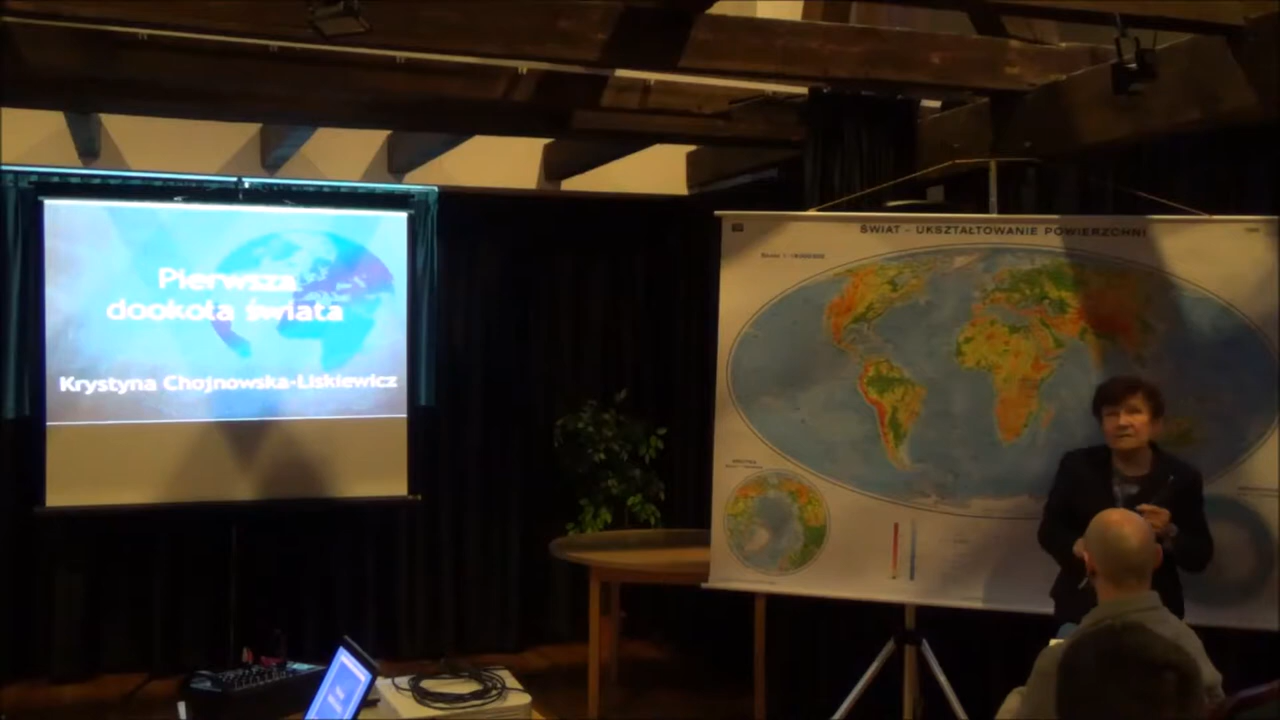 Pierwsza
dookoła świata
Krystyna Chojnowska-Liskiewicz
ŚWIAT - UKSZTAŁTOWANIE POWIERZCHNI